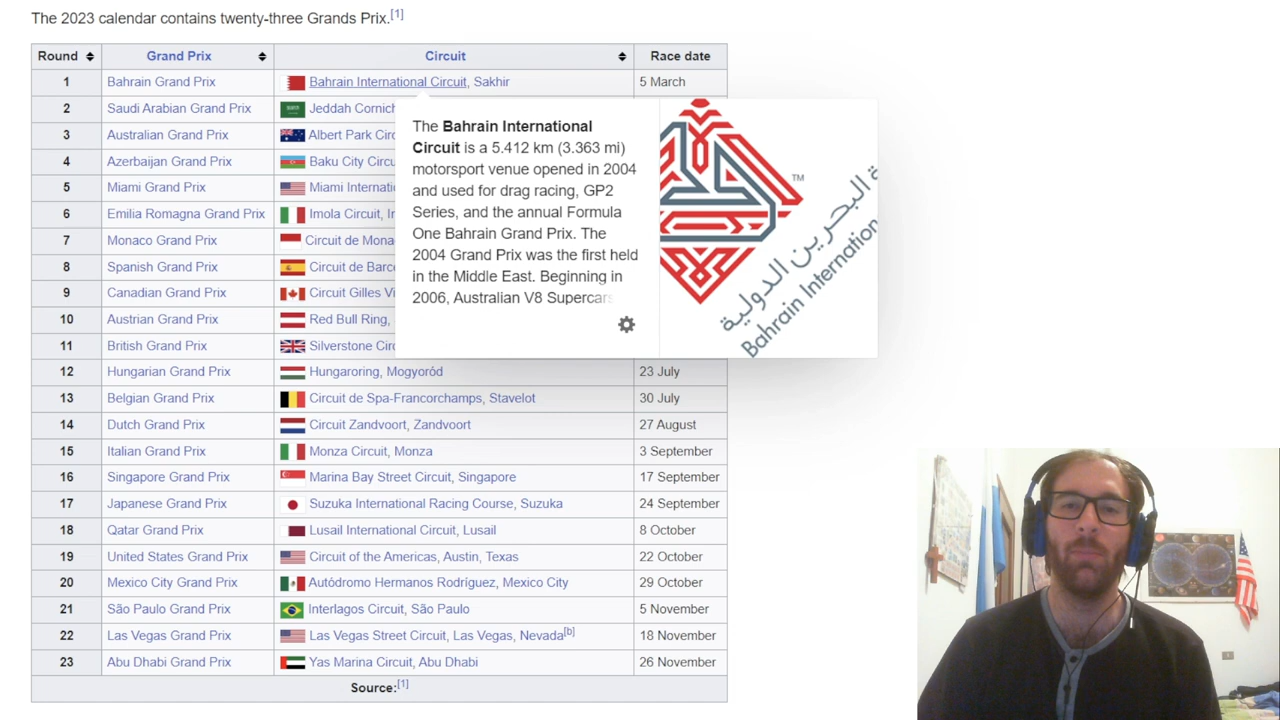 The 2023 calendar contains twenty-three Grands Prix.[1]
Round Grand Prix Circuit Race date
1 Bahrain Grand Prix Bahrain International Circuit, Sakhir 5 March
2 Saudi Arabian Grand Prix Jeddah Cornich
3 Australian Grand Prix Albert Park Circ
4 Azerbaijan Grand Prix Baku City Circu
5 Miami Grand Prix Miami Internati
6 Emilia Romagna Grand Prix Imola Circuit, Ir
7 Monaco Grand Prix Circuit de Mona
8 Spanish Grand Prix Circuit de Barce
9 Canadian Grand Prix Circuit Gilles Vi
10 Austrian Grand Prix Red Bull Ring,
11 British Grand Prix Silverstone Circ
12 Hungarian Grand Prix Hungaroring, Mogyoród 23 July
13 Belgian Grand Prix Circuit de Spa-Francorchamps, Stavelot 30 July
14 Dutch Grand Prix Circuit Zandvoort, Zandvoort 27 August
15 Italian Grand Prix Monza Circuit, Monza 3 September
16 Singapore Grand Prix Marina Bay Street Circuit, Singapore 17 September
17 Japanese Grand Prix Suzuka International Racing Course, Suzuka 24 September
18 Qatar Grand Prix Lusail International Circuit, Lusail 8 October
19 United States Grand Prix Circuit of the Americas, Austin, Texas 22 October
20 Mexico City Grand Prix Autódromo Hermanos Rodríguez, Mexico City 29 October
21 São Paulo Grand Prix Interlagos Circuit, São Paulo 5 November
22 Las Vegas Grand Prix Las Vegas Street Circuit, Las Vegas, Nevada[b] 18 November
23 Abu Dhabi Grand Prix Yas Marina Circuit, Abu Dhabi 26 November
Source:[1]
The Bahrain International
Circuit is a 5.412 km (3.363 mi)
motorsport venue opened in 2004
and used for drag racing, GP2
Series, and the annual Formula
One Bahrain Grand Prix. The
2004 Grand Prix was the first held
in the Middle East. Beginning in
2006, Australian V8 Supercars
TM
البحرين الدولية
Bahrain International